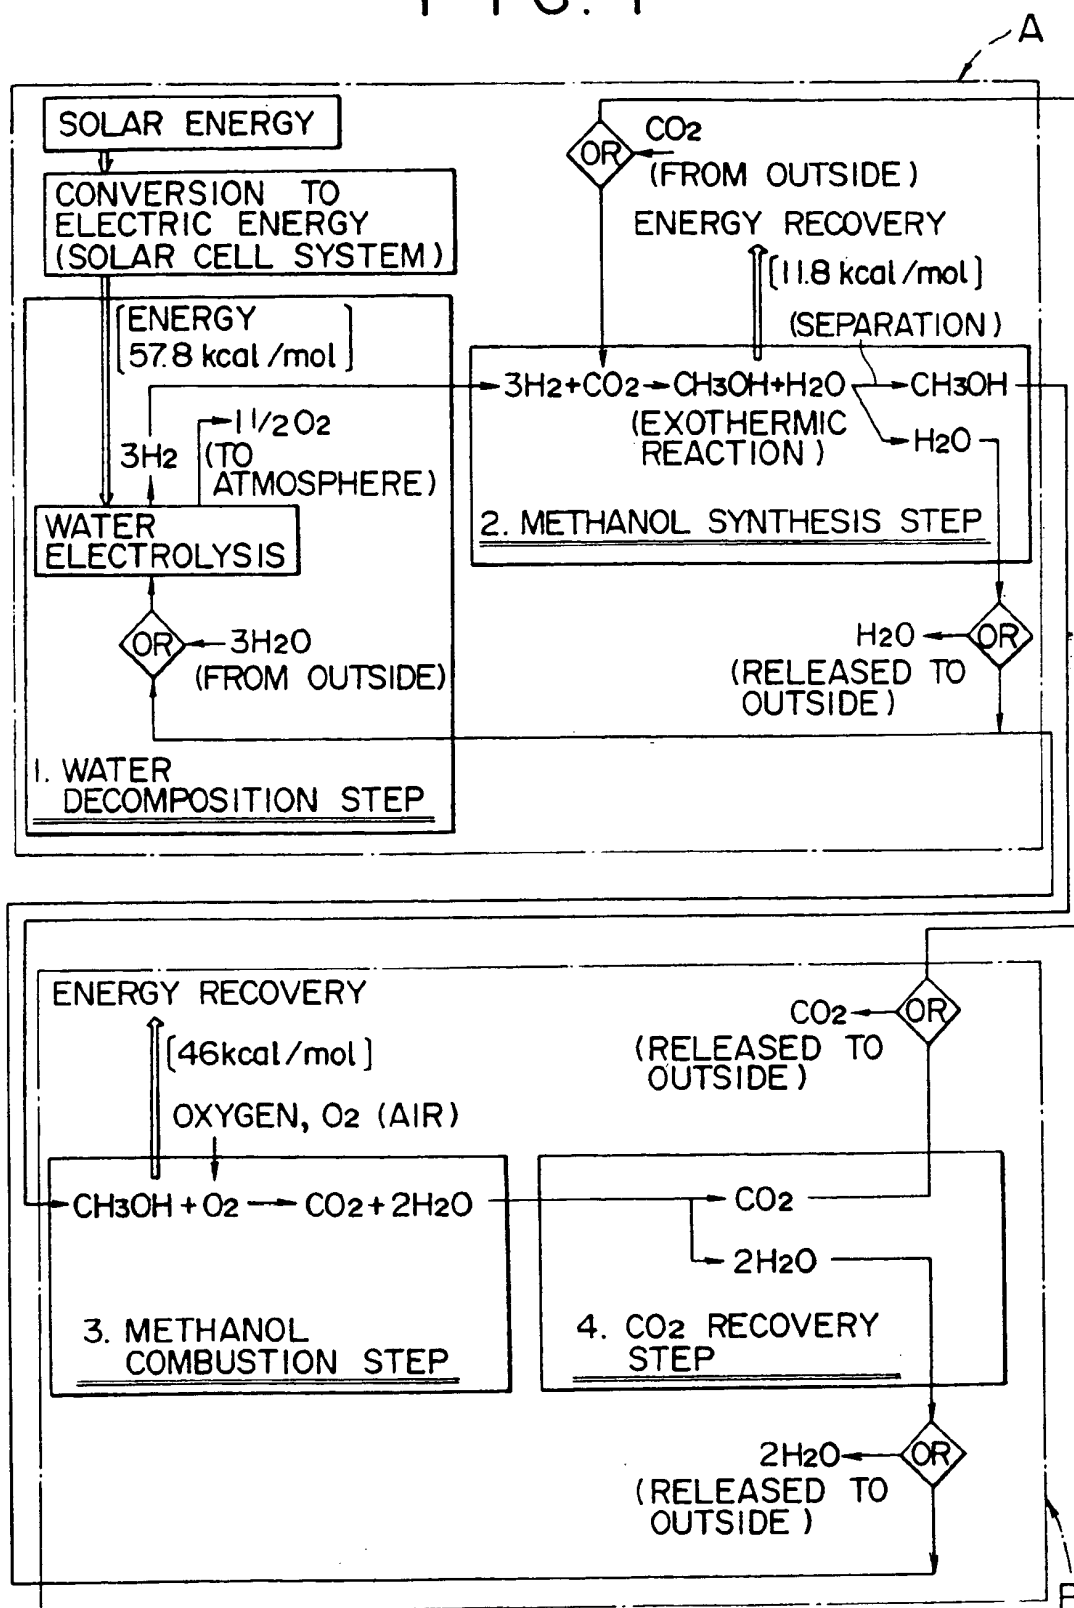 FIG. 1
A
SOLAR ENERGY
CONVERSION TO
ELECTRIC ENERGY
(SOLAR CELL SYSTEM)
[ENERGY
57.8 kcal/mol]
1 1/2 O2
(TO
ATMOSPHERE)
3H2
WATER
ELECTROLYSIS
OR
3H2O
(FROM OUTSIDE)
1. WATER
DECOMPOSITION STEP
OR
CO2
(FROM OUTSIDE)
ENERGY RECOVERY
[11.8 kcal/mol]
(SEPARATION)
3H2+CO2→CH3OH+H2O
CH3OH
(EXOTHERMIC
REACTION)
H2O
2. METHANOL SYNTHESIS STEP
H2O
OR
(RELEASED TO
OUTSIDE)
ENERGY RECOVERY
[46kcal/mol]
OXYGEN, O2 (AIR)
CH3OH+O2→CO2+2H2O
3. METHANOL
COMBUSTION STEP
CO2
OR
(RELEASED TO
OUTSIDE)
CO2
2H2O
4. CO2 RECOVERY
STEP
2H2O
OR
(RELEASED TO
OUTSIDE)